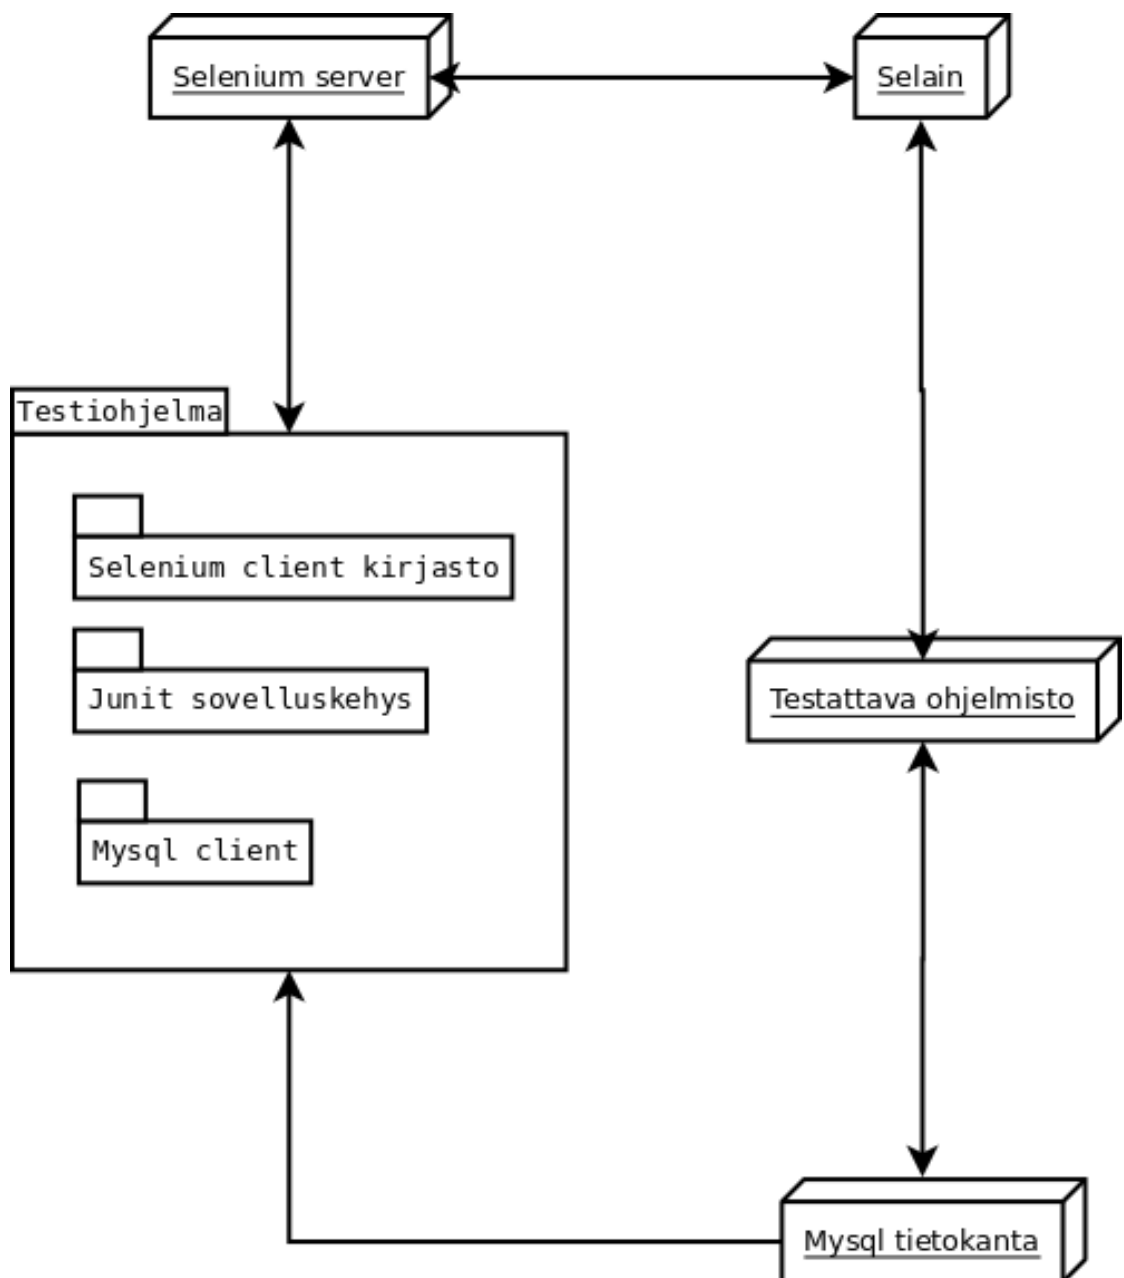 Selenium server
Selain
Testiohjelma
Selenium client kirjasto
Junit sovelluskehys
Testattava ohjelmisto
Mysql client
Mysql tietokanta